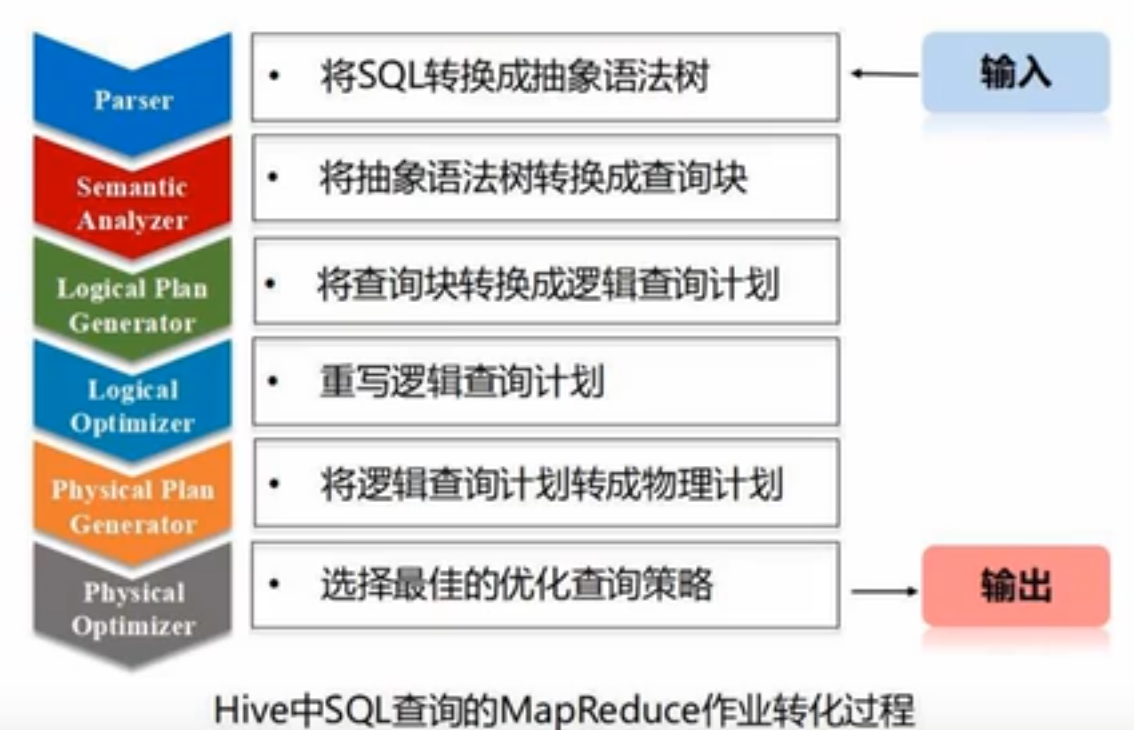 Parser
• 将SQL转换成抽象语法树
输入
Semantic
Analyzer
• 将抽象语法树转换成查询块
Logical Plan
Generator
• 将查询块转换成逻辑查询计划
Logical
Optimizer
• 重写逻辑查询计划
Physical Plan
Generator
• 将逻辑查询计划转成物理计划
Physical
Optimizer
• 选择最佳的优化查询策略
输出
Hive中SQL查询的MapReduce作业转化过程